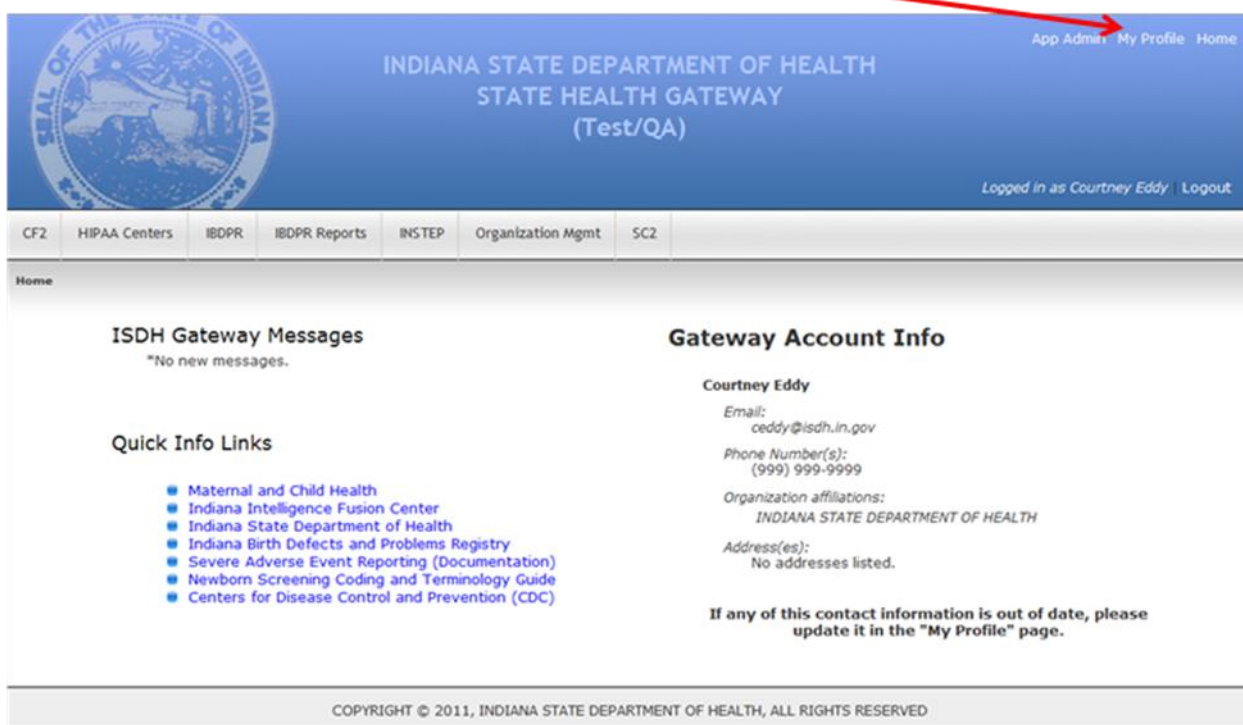 SEAL OF THE STATE OF INDIANA
App Admin My Profile Home
INDIANA STATE DEPARTMENT OF HEALTH
STATE HEALTH GATEWAY
(Test/QA)
Logged in as Courtney Eddy | Logout
CF2 HIPAA Centers IBDPR IBDPR Reports INSTEP Organization Mgmt SC2
Home
ISDH Gateway Messages
"No new messages.
Quick Info Links
Maternal and Child Health
Indiana Intelligence Fusion Center
Indiana State Department of Health
Indiana Birth Defects and Problems Registry
Severe Adverse Event Reporting (Documentation)
Newborn Screening Coding and Terminology Guide
Centers for Disease Control and Prevention (CDC)
Gateway Account Info
Courtney Eddy
Email:
ceddy@isdh.in.gov
Phone Number(s):
(999) 999-9999
Organization affiliations:
INDIANA STATE DEPARTMENT OF HEALTH
Address(es):
No addresses listed.
If any of this contact information is out of date, please
update it in the "My Profile" page.
COPYRIGHT © 2011, INDIANA STATE DEPARTMENT OF HEALTH, ALL RIGHTS RESERVED